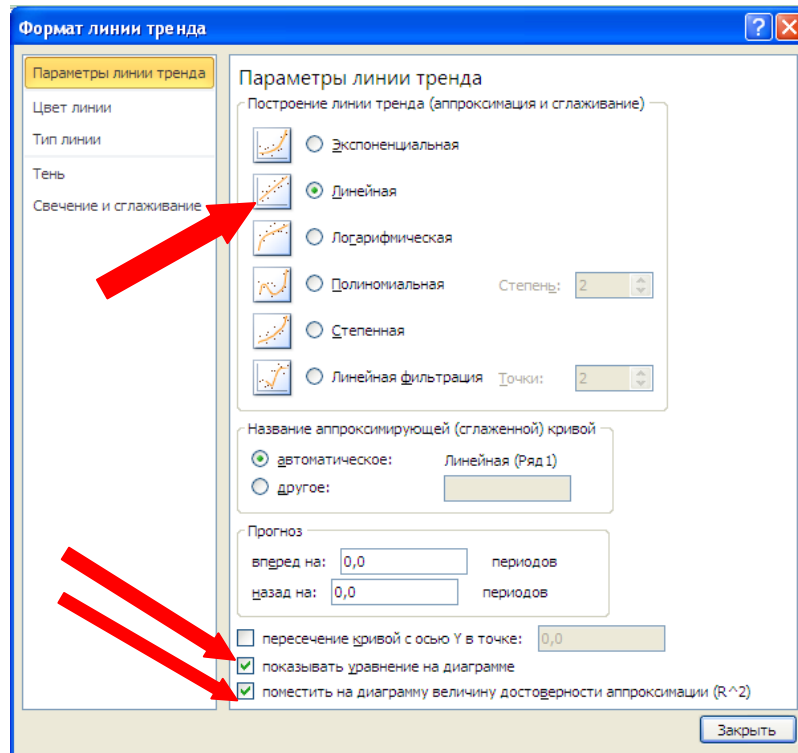 Формат линии тренда
Параметры линии тренда
Цвет линии
Тип линии
Тень
Свечение и сглаживание
Параметры линии тренда
Построение линии тренда (аппроксимация и сглаживание)
Экспоненциальная
Линейная
Логарифмическая
Полиномиальная Степень: 2
Степенная
Линейная фильтрация Точки: 2
Название аппроксимирующей (сглаженной) кривой
автоматическое: Линейная (Ряд1)
другое:
Прогноз
вперед на: 0,0 периодов
назад на: 0,0 периодов
пересечение кривой с осью Y в точке: 0,0
показывать уравнение на диаграмме
поместить на диаграмму величину достоверности аппроксимации (R^2)
Закрыть